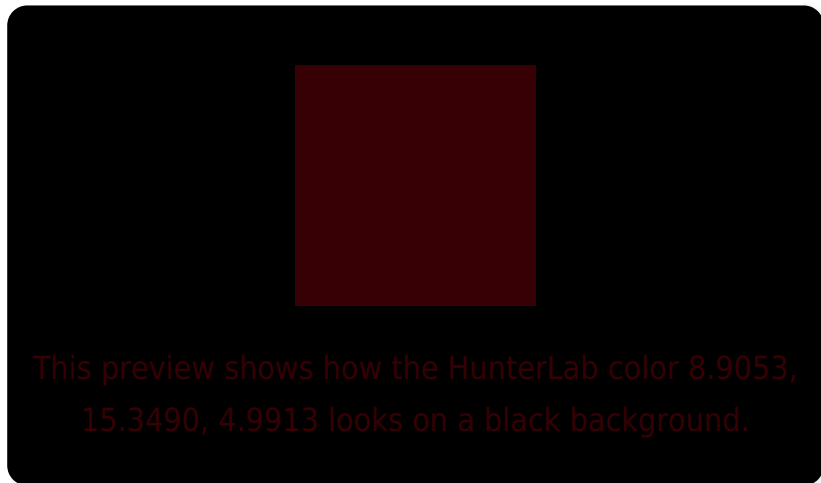 This preview shows how the HunterLab color 8.9053,
15.3490, 4.9913 looks on a black background.